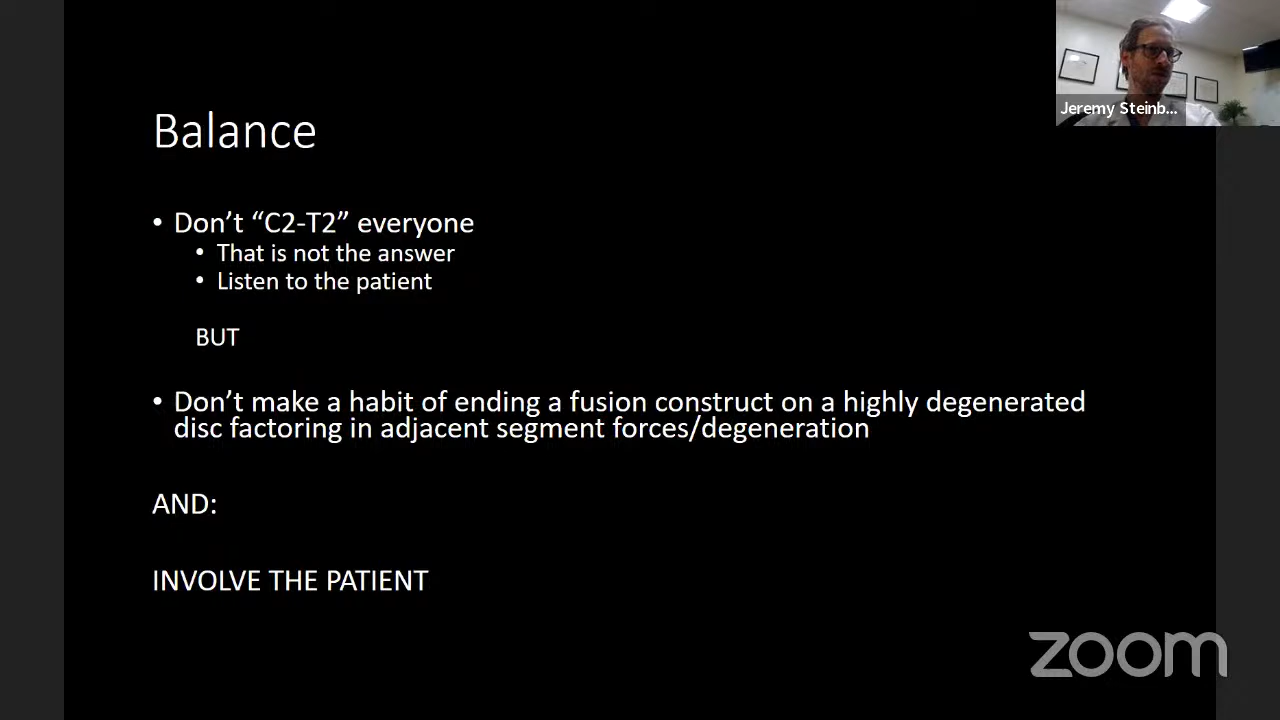 Jeremy Steinb...
Balance
• Don’t “C2-T2” everyone
• That is not the answer
• Listen to the patient
BUT
• Don’t make a habit of ending a fusion construct on a highly degenerated
disc factoring in adjacent segment forces/degeneration
AND:
INVOLVE THE PATIENT
zoom